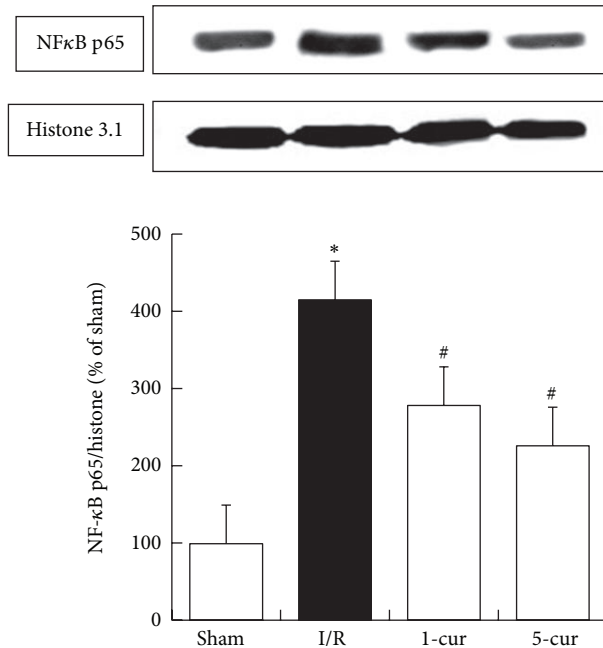 NFκB p65
Histone 3.1
500
400
300
200
100
0
NF-κB p65/histone (% of sham)
*
#
#
Sham I/R 1-cur 5-cur